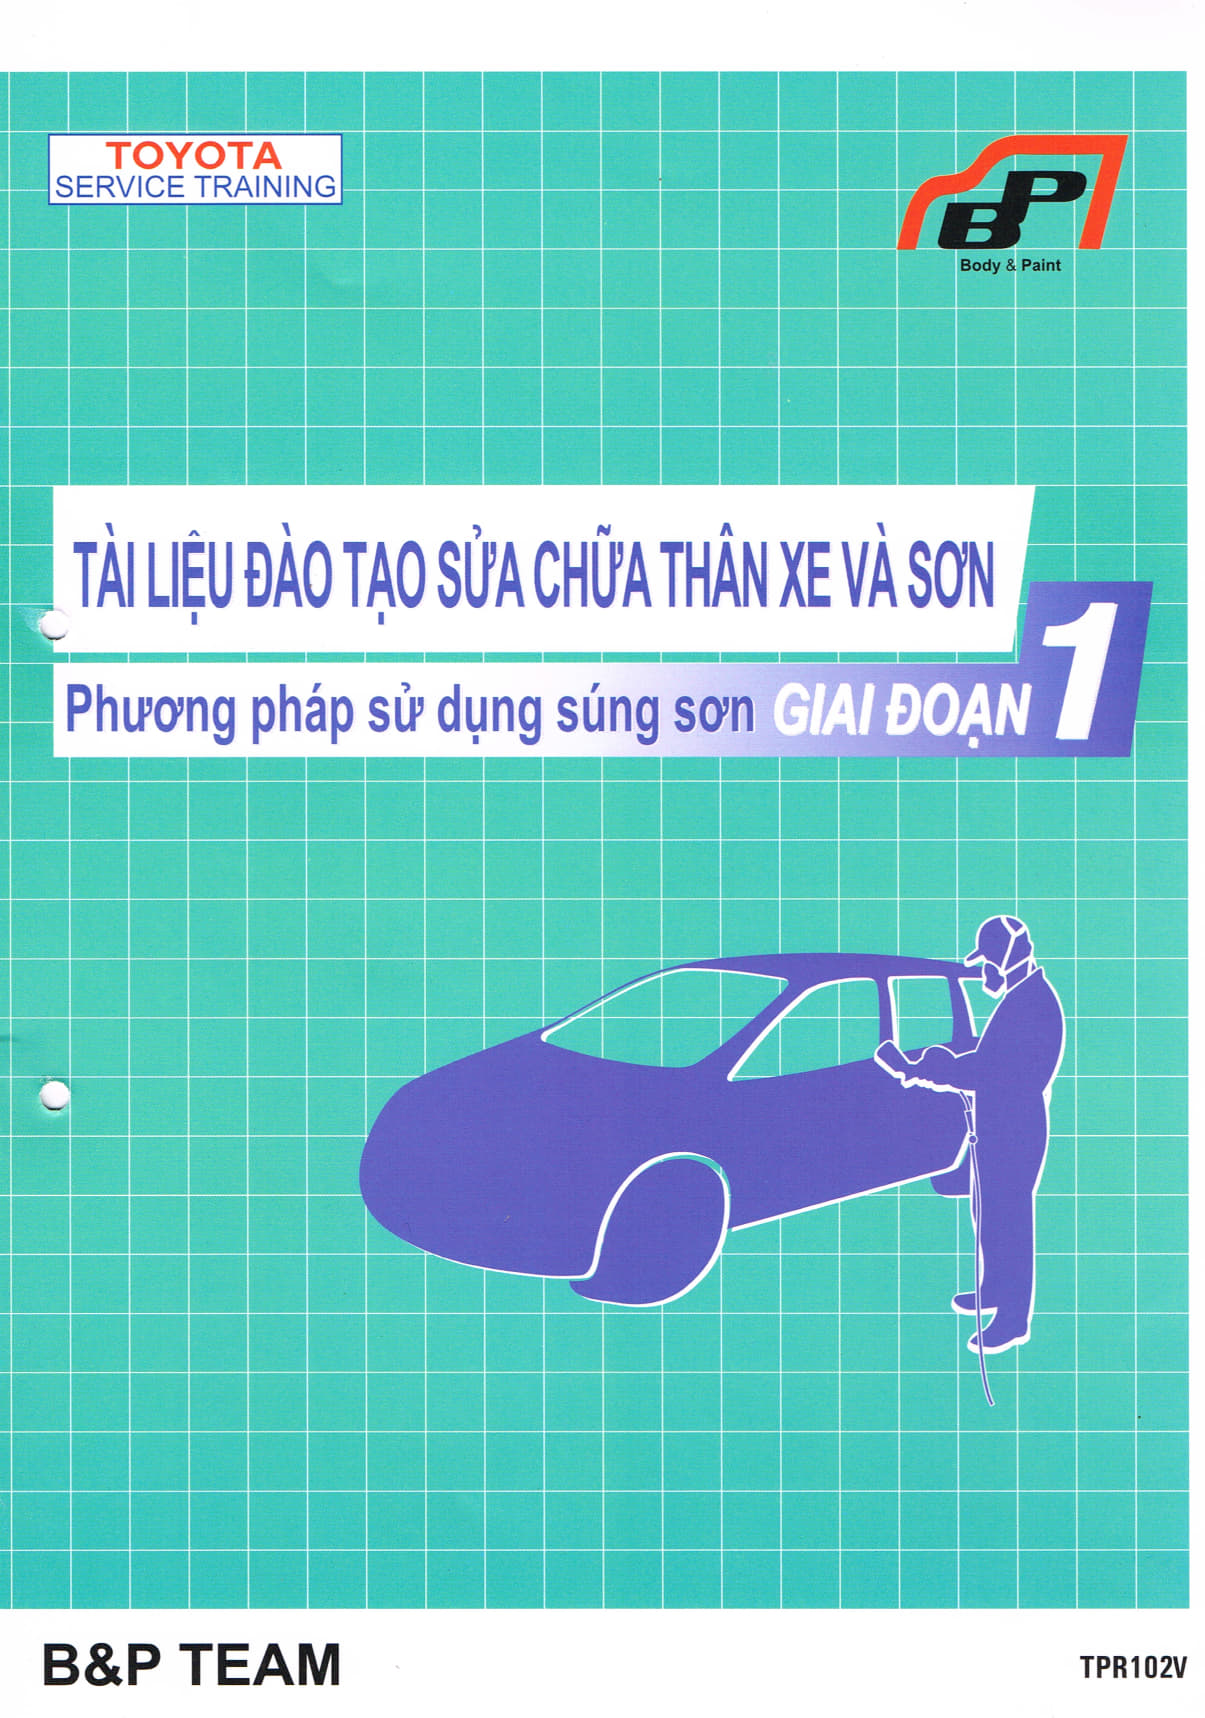 TOYOTA
SERVICE TRAINING
BP
Body & Paint
TÀI LIỆU ĐÀO TẠO SỬA CHỮA THÂN XE VÀ SƠN
Phương pháp sử dụng súng sơn GIAI ĐOẠN 1
B&P TEAM
TPR102V